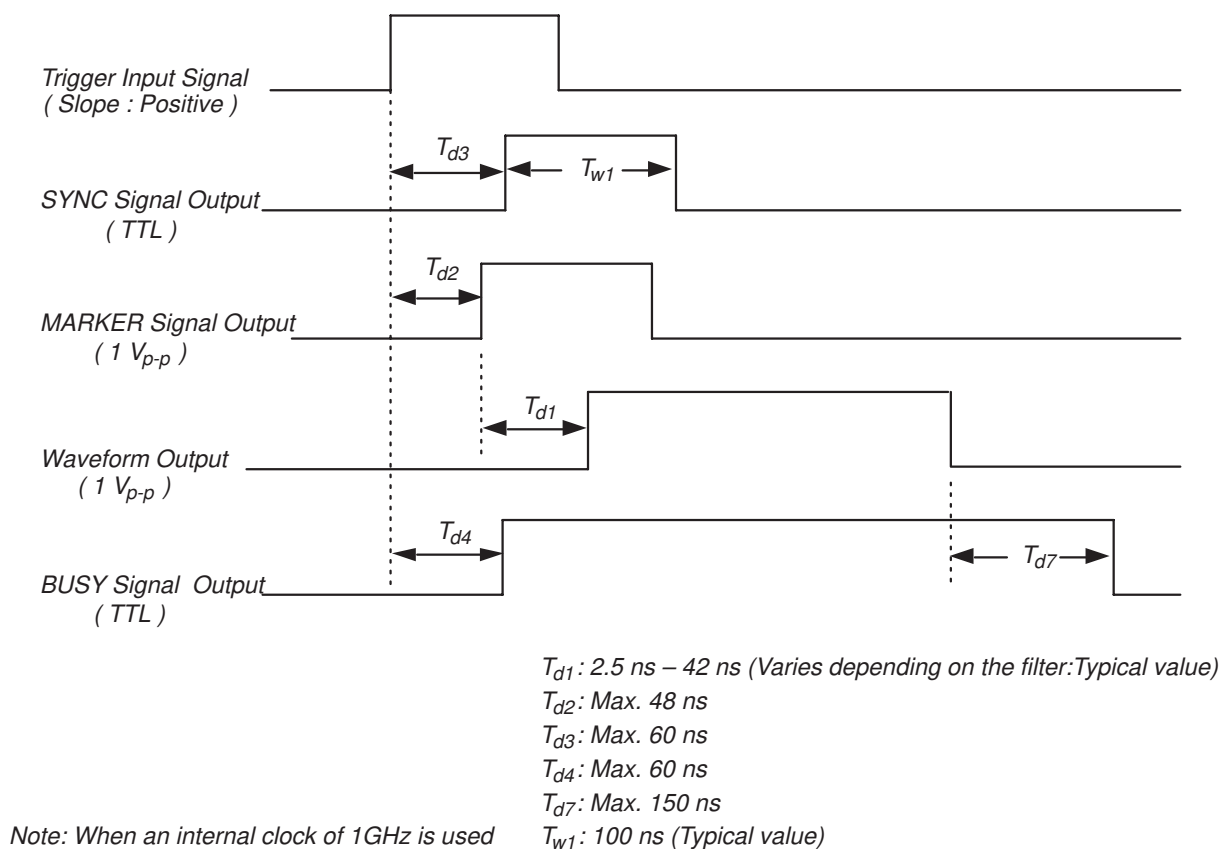 Trigger Input Signal
( Slope : Positive )
Td3
Tw1
SYNC Signal Output
( TTL )
Td2
MARKER Signal Output
( 1 Vp-p )
Td1
Waveform Output
( 1 Vp-p )
Td4
Td7
BUSY Signal Output
( TTL )
Td1: 2.5 ns – 42 ns (Varies depending on the filter:Typical value)
Td2: Max. 48 ns
Td3: Max. 60 ns
Td4: Max. 60 ns
Td7: Max. 150 ns
Note: When an internal clock of 1GHz is used
Tw1: 100 ns (Typical value)